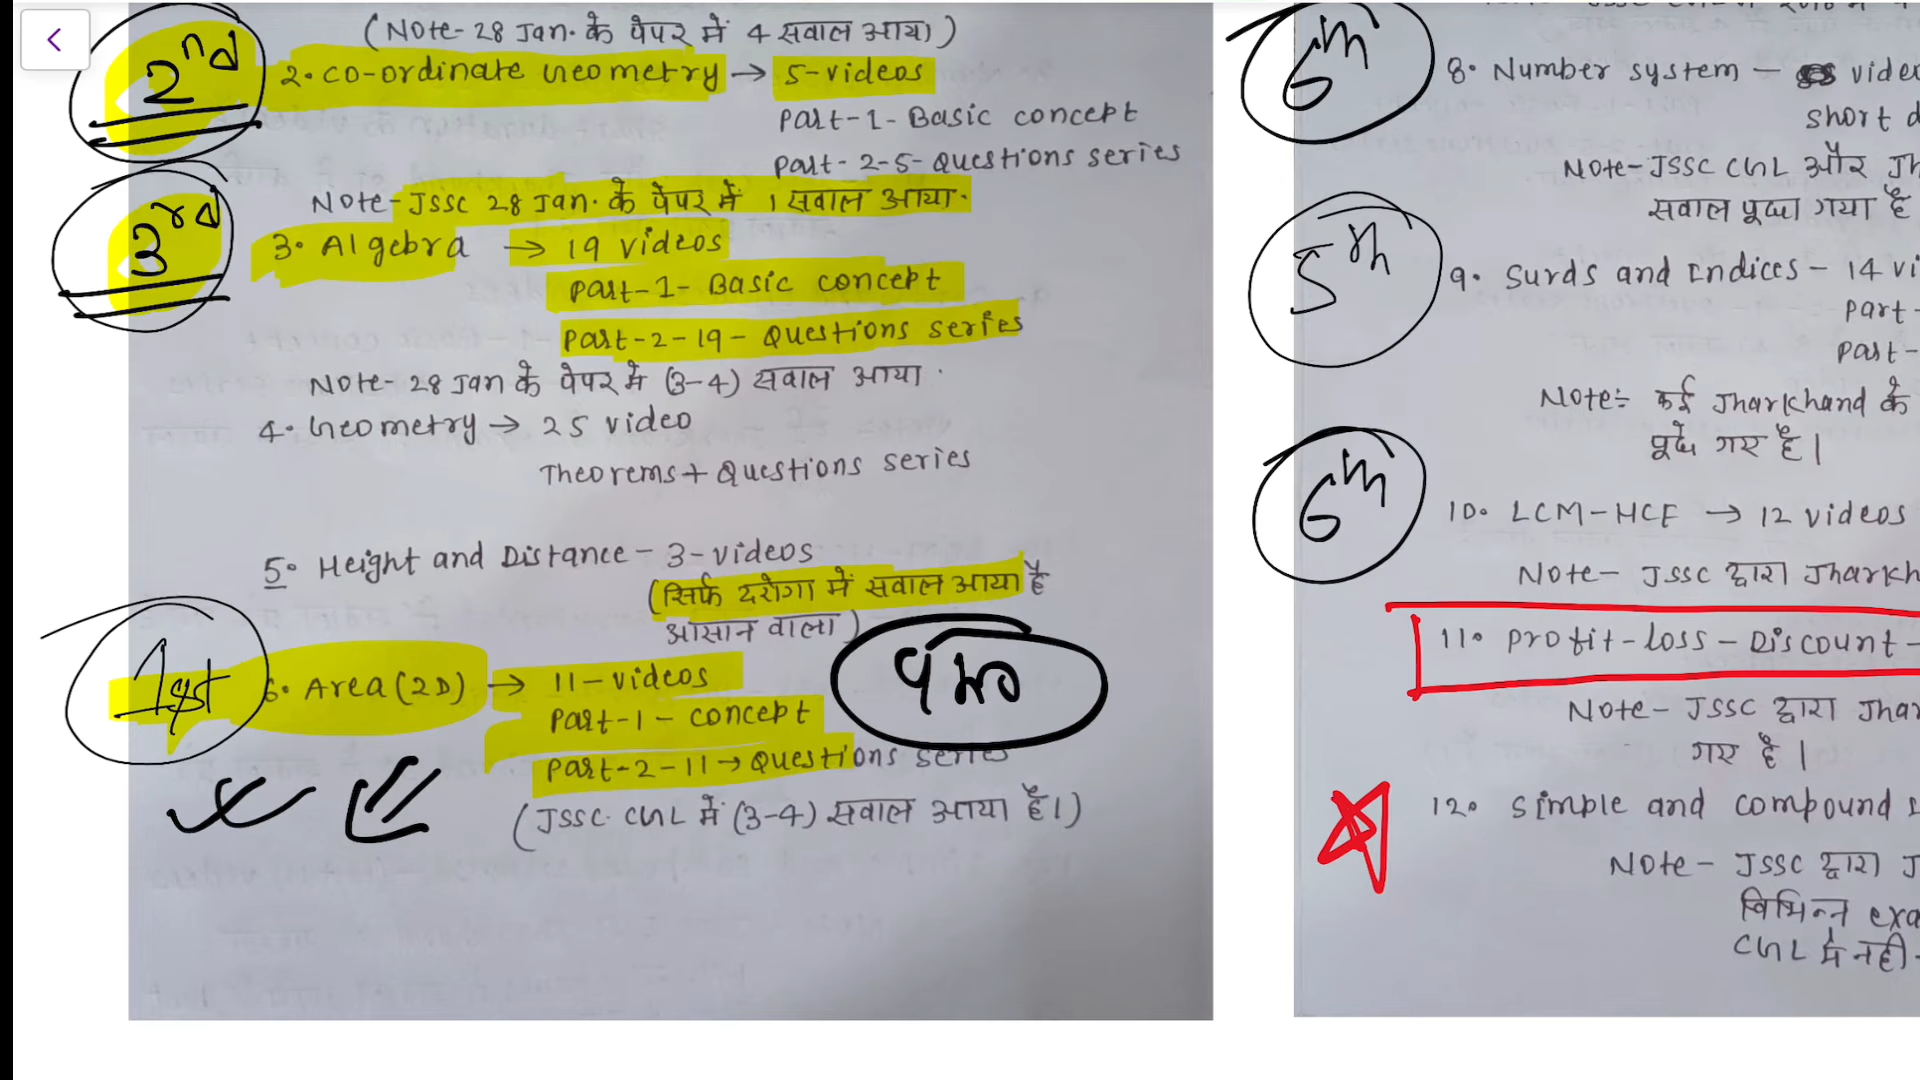 (Note- 28 Jan. के पेपर में 4 सवाल आया)
2nd
2. CO-ordinate Geometry → 5-videos
Part-1- Basic concept
Part-2-5- Questions series
Note- JSSC 28 Jan. के पेपर में 1 सवाल आया.
3rd
3. Algebra → 19 videos
Part-1- Basic concept
Part-2-19- Questions series
Note- 28 Jan के पेपर में (3-4) सवाल आया.
4. Geometry → 25 video
Theorems + Questions series
5. Height and Distance - 3-videos
(सिर्फ दरोगा में सवाल आया है
आसान वाला)
1st
6. Area (2D) → 11-videos
Part-1 - concept
Part-2-11 → Questions series
(JSSC CGL में (3-4) सवाल आया है।)
6th
8. Number system -
short
Note- JSSC CGL और
सवाल पूछा गया है
5th
9. Surds and Indices - 14
Part-
Part-
Note:- कई Jharkhand के
पूछे गए है।
6th
10. LCM-HCF → 12 videos
Note- JSSC द्वारा
11. Profit-Loss-Discount-
Note- JSSC द्वारा
गए है।
12. Simple and compound
Note- JSSC द्वारा
विभिन्न
CGL में नही